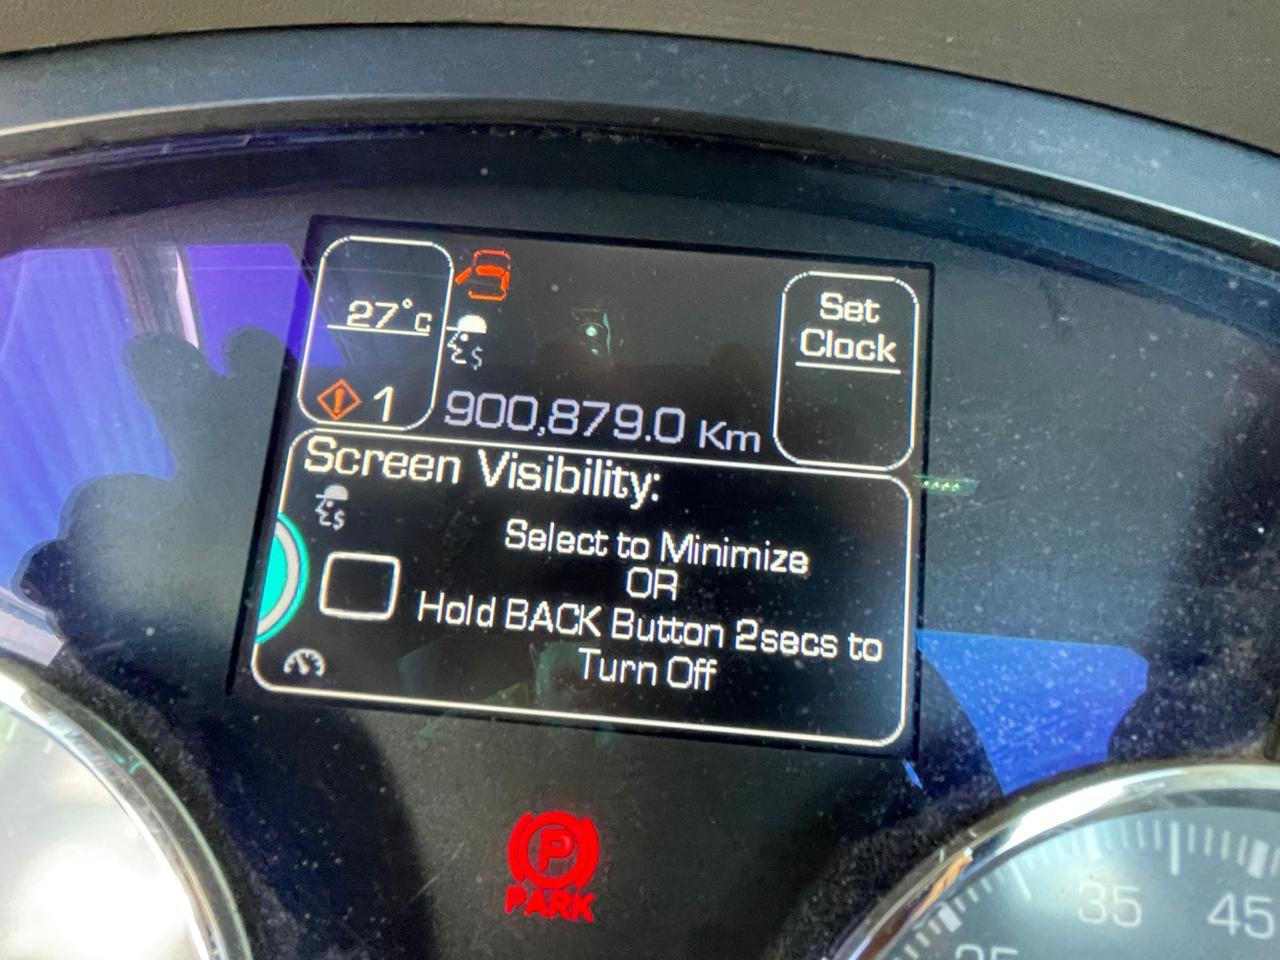 27°C
Set
Clock
1
900,879.0 Km
Screen Visibility:
Select to Minimize
OR
Hold BACK Button 2secs to
Turn Off
P
PARK
35
45